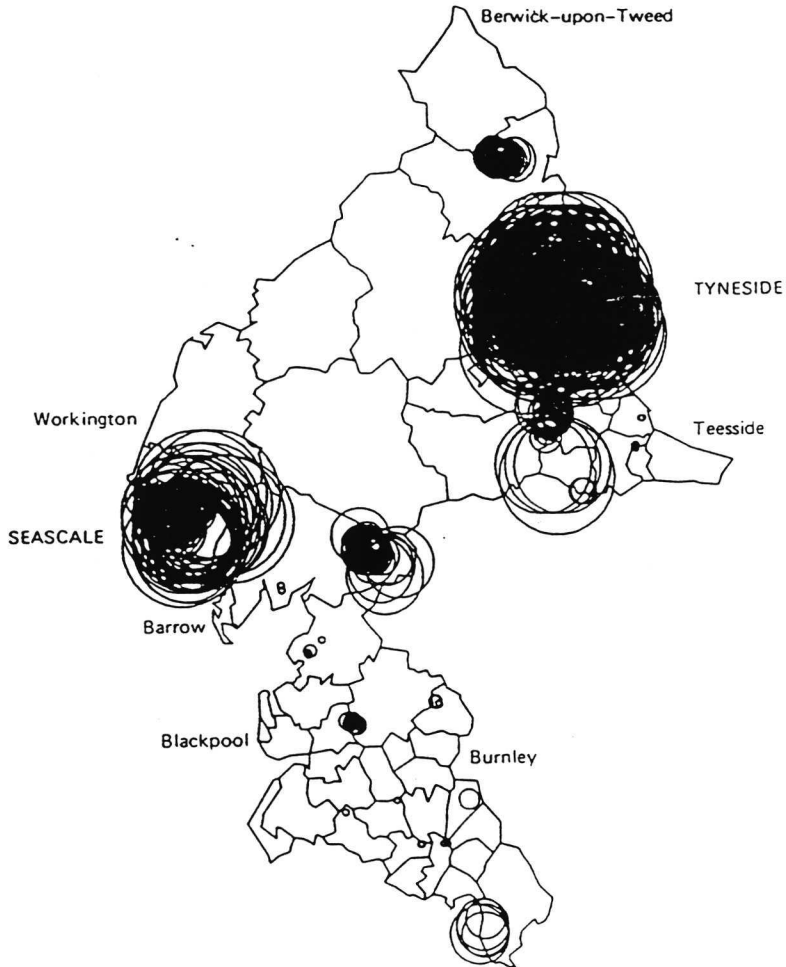 Berwick-upon-Tweed
TYNESIDE
Workington
Teesside
SEASCALE
Barrow
Blackpool
Burnley